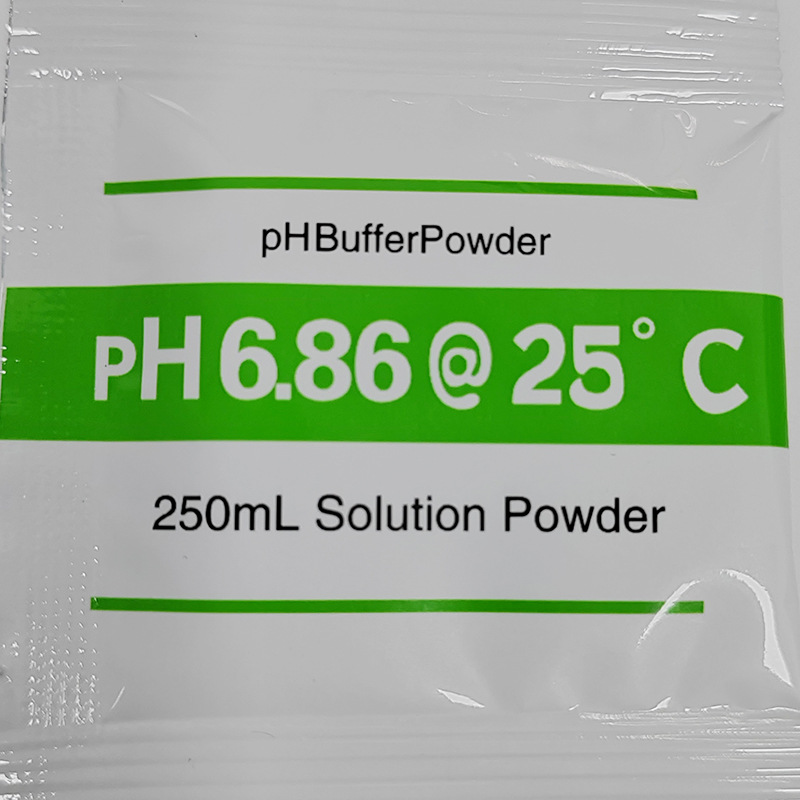 pHBufferPowder
pH 6.86 @ 25° C
250mL Solution Powder